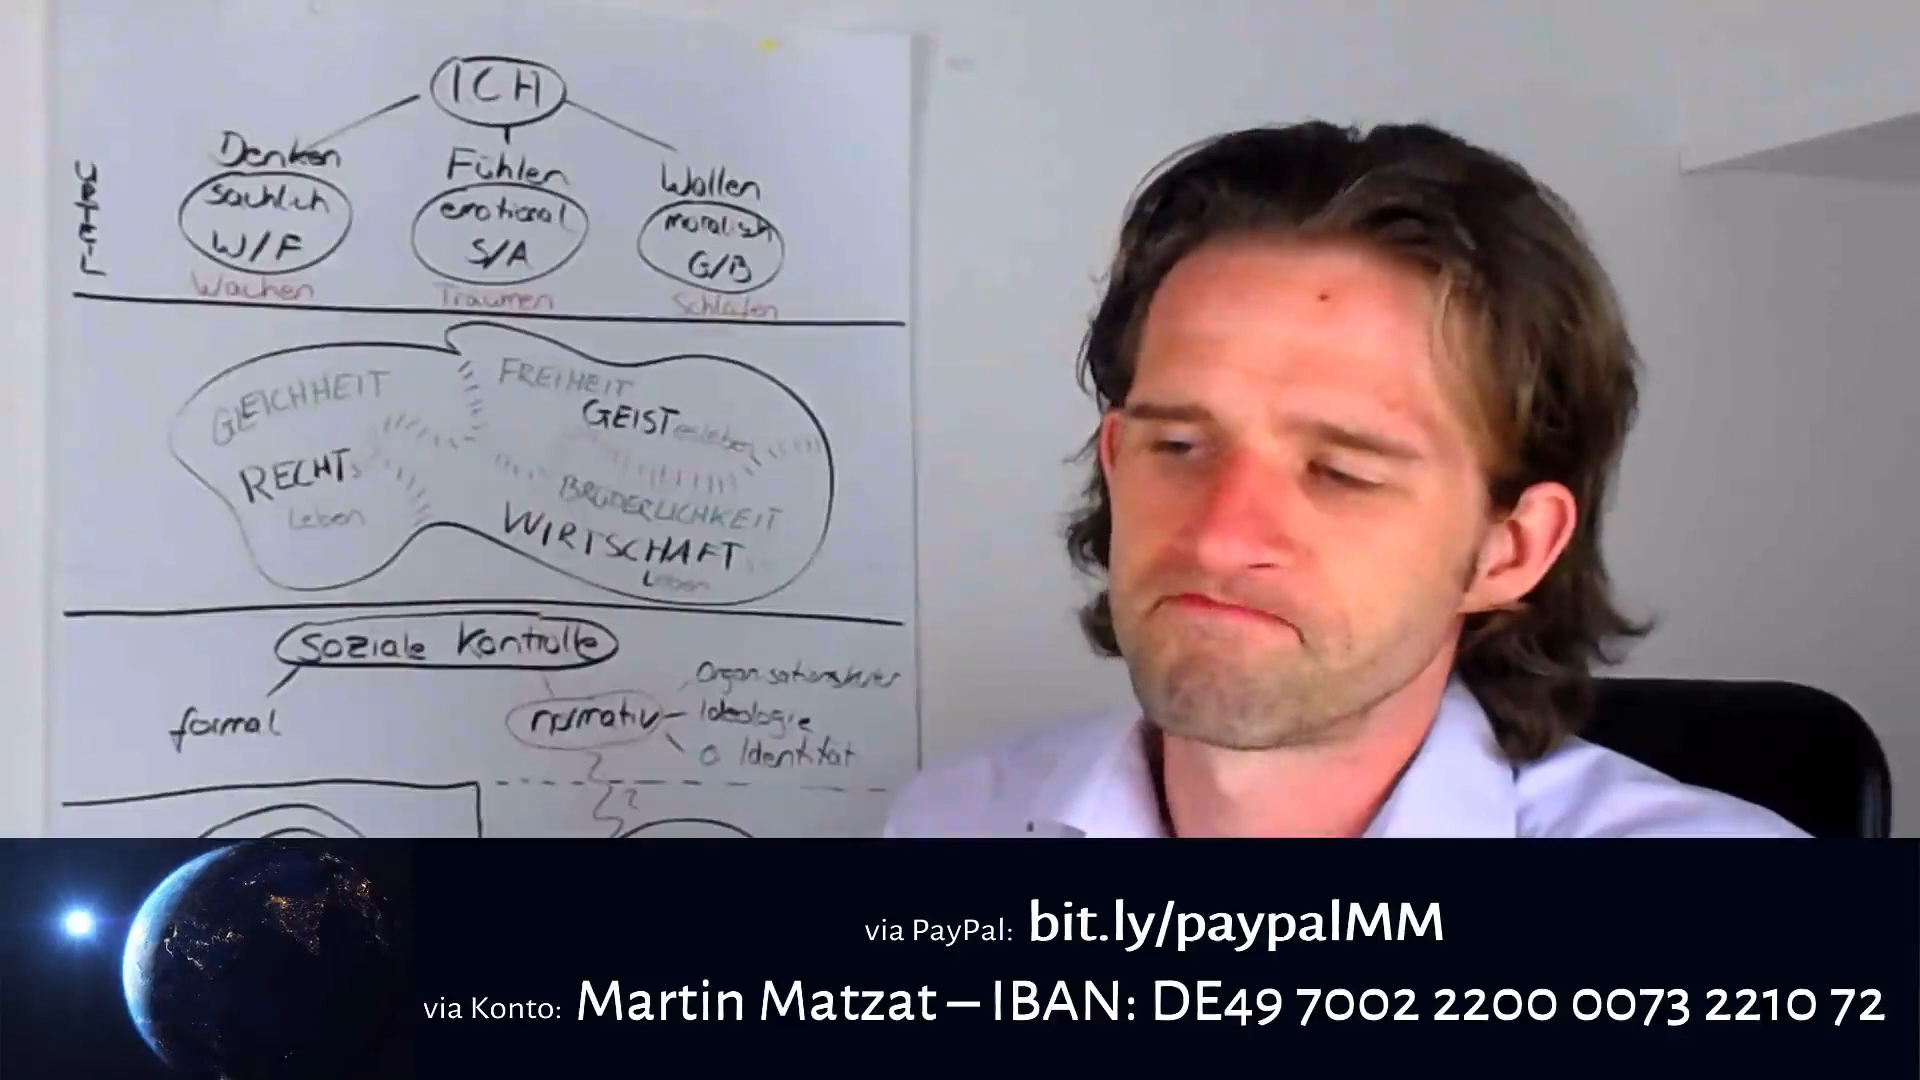 ICH
Denken
Fühlen
Wollen
sachlich
emotional
moralisch
W/F
S/A
G/B
Wachen
Träumen
Schlafen
GLEICHHEIT
FREIHEIT
GEISTesleben
RECHTs
Leben
BRÜDERLICHKEIT
WIRTSCHAFTs
Leben
soziale Kontrolle
formal
normativ
Ideologie
Identität
via PayPal: bit.ly/paypalMM
via Konto: Martin Matzat – IBAN: DE49 7002 2200 0073 2210 72